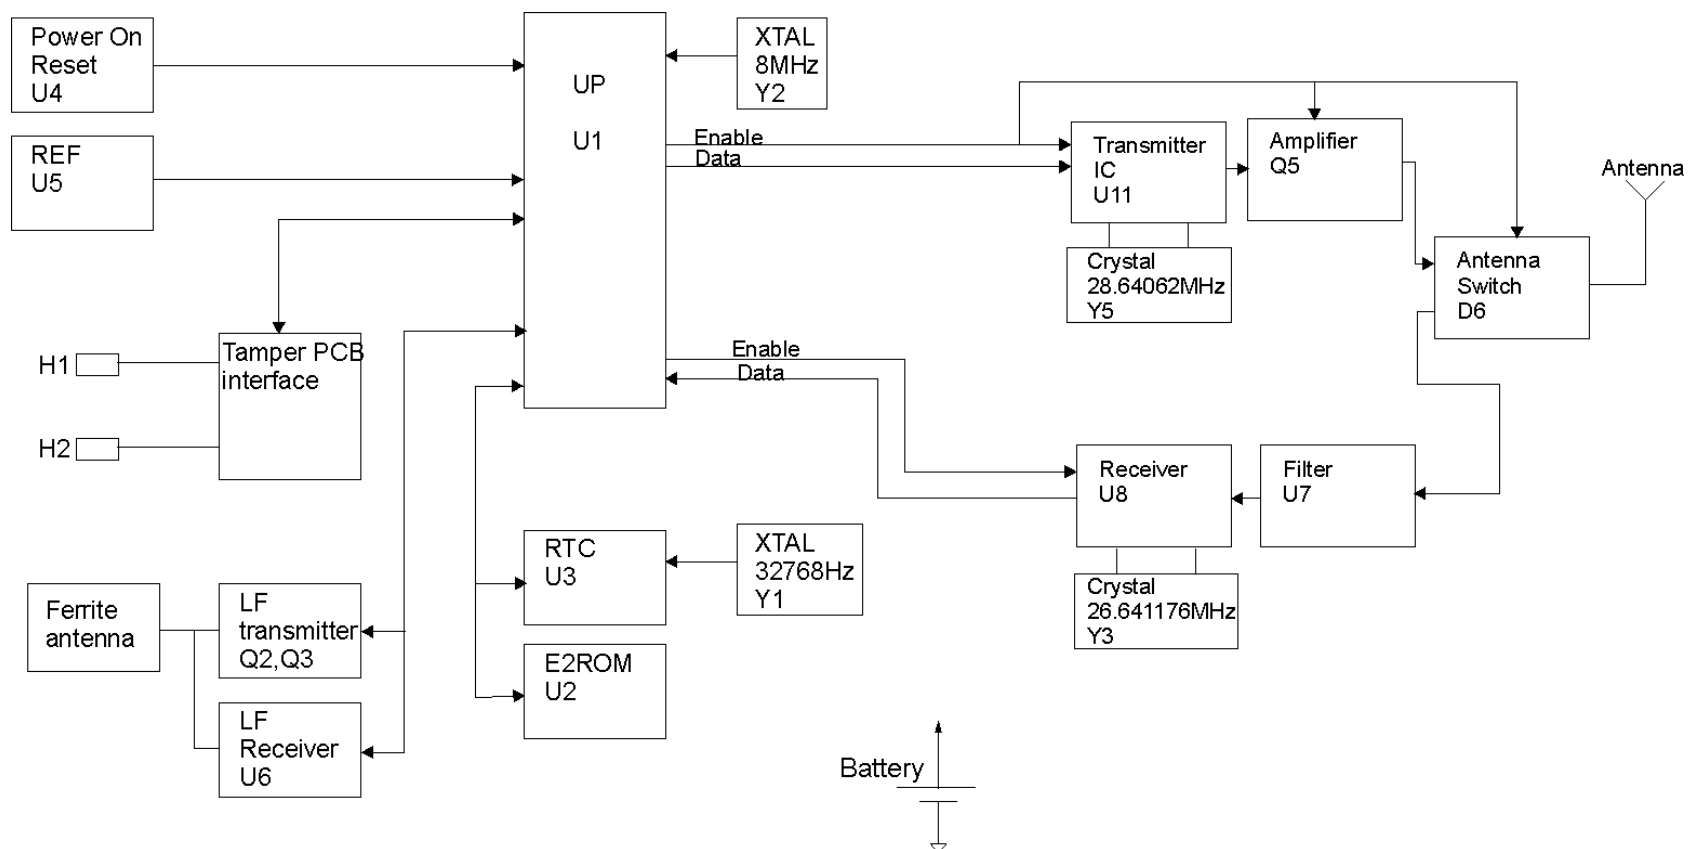 Power On
Reset
U4
REF
U5
UP
U1
XTAL
8MHz
Y2
Enable
Data
Transmitter
IC
U11
Amplifier
Q5
Antenna
Crystal
28.64062MHz
Y5
Antenna
Switch
D6
H1
Tamper PCB
interface
H2
Enable
Data
Receiver
U8
Filter
U7
Crystal
26.641176MHz
Y3
RTC
U3
XTAL
32768Hz
Y1
E2ROM
U2
Ferrite
antenna
LF
transmitter
Q2,Q3
LF
Receiver
U6
Battery